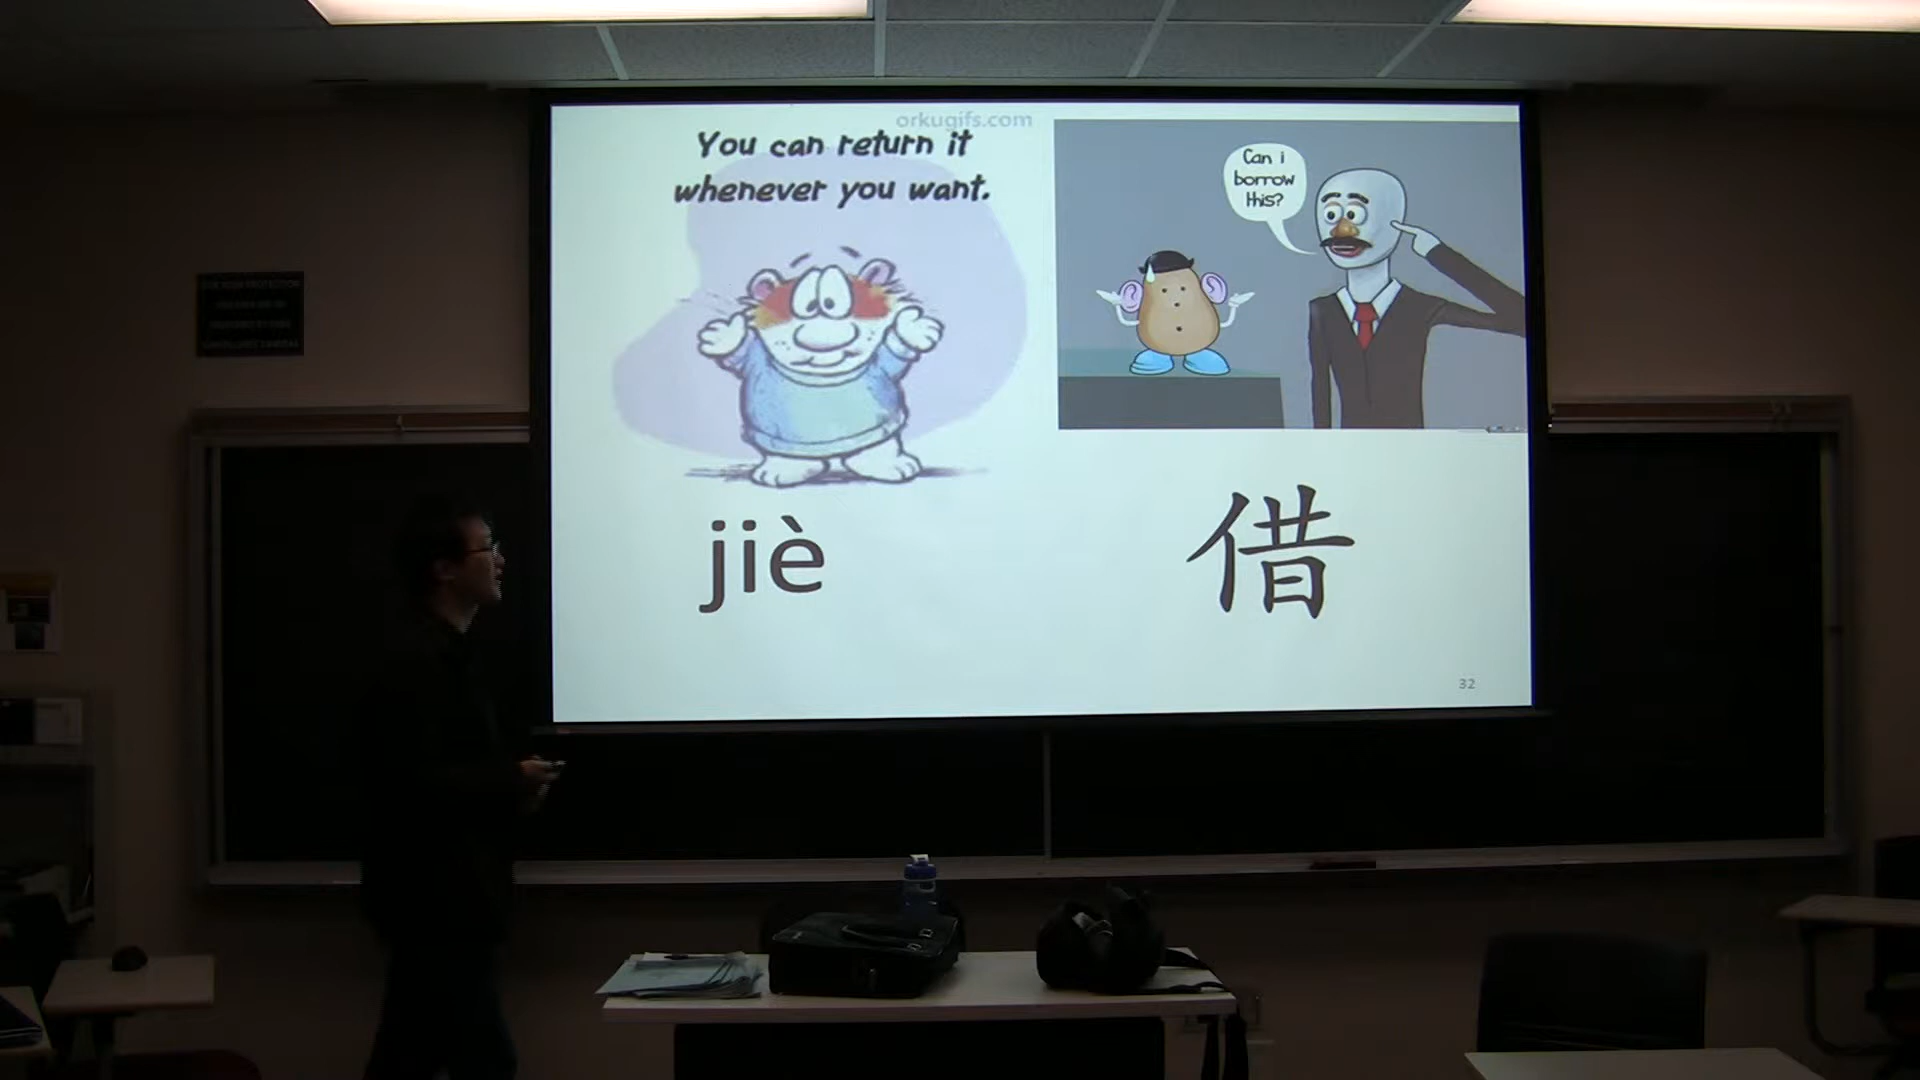 orkugifs.com
You can return it
whenever you want.
Can i
borrow
this?
jiè
借
32